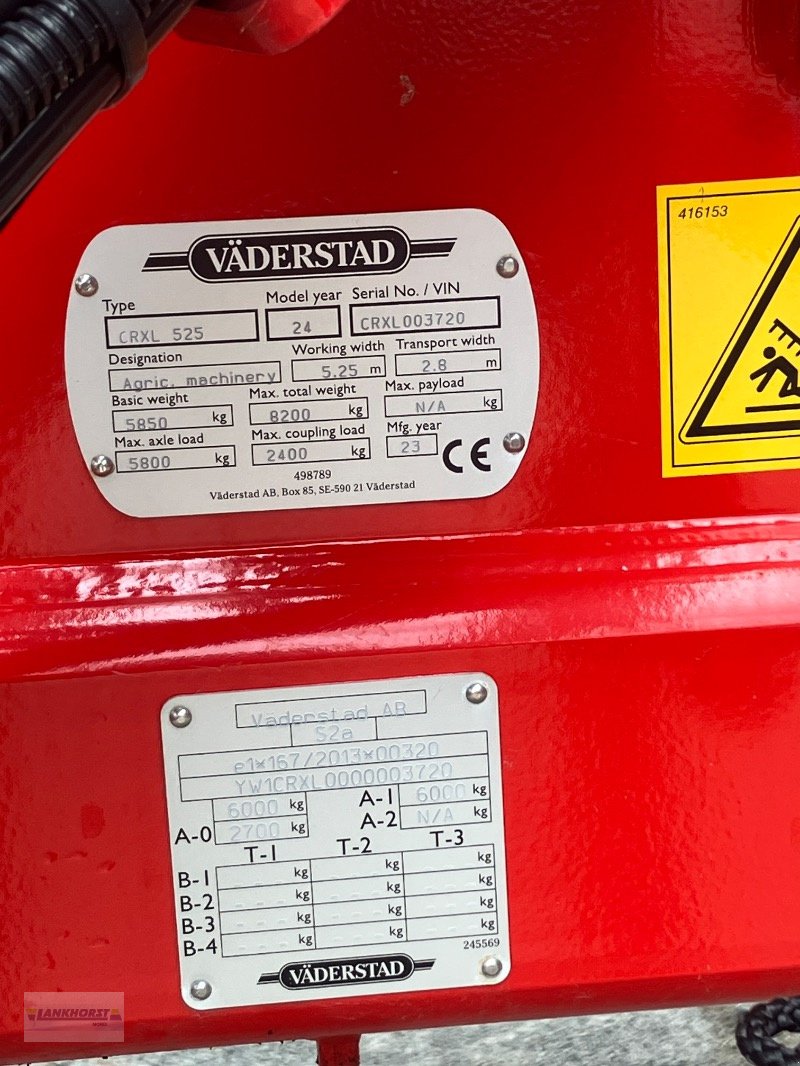 416153
VÄDERSTAD
Type Model year Serial No. / VIN
CRXL 525 24 CRXL003720
Designation Working width Transport width
Agric. machinery 5.25 m 2.8 m
Basic weight Max. total weight Max. payload
5850 kg 8200 kg N/A kg
Max. axle load Max. coupling load Mfg. year
5800 kg 2400 kg 23 CE
498789
Väderstad AB, Box 85, SE-590 21 Väderstad
Väderstad AB
S2a
e1*167/2013*00320
YW1CRXL0000003720
6000 kg A-1 6000 kg
A-0 2700 kg A-2 N/A kg
T-1 T-2 T-3
B-1 kg kg kg
B-2 kg kg kg
B-3 kg kg kg
B-4 kg kg kg
245569
VÄDERSTAD
LANKHORST